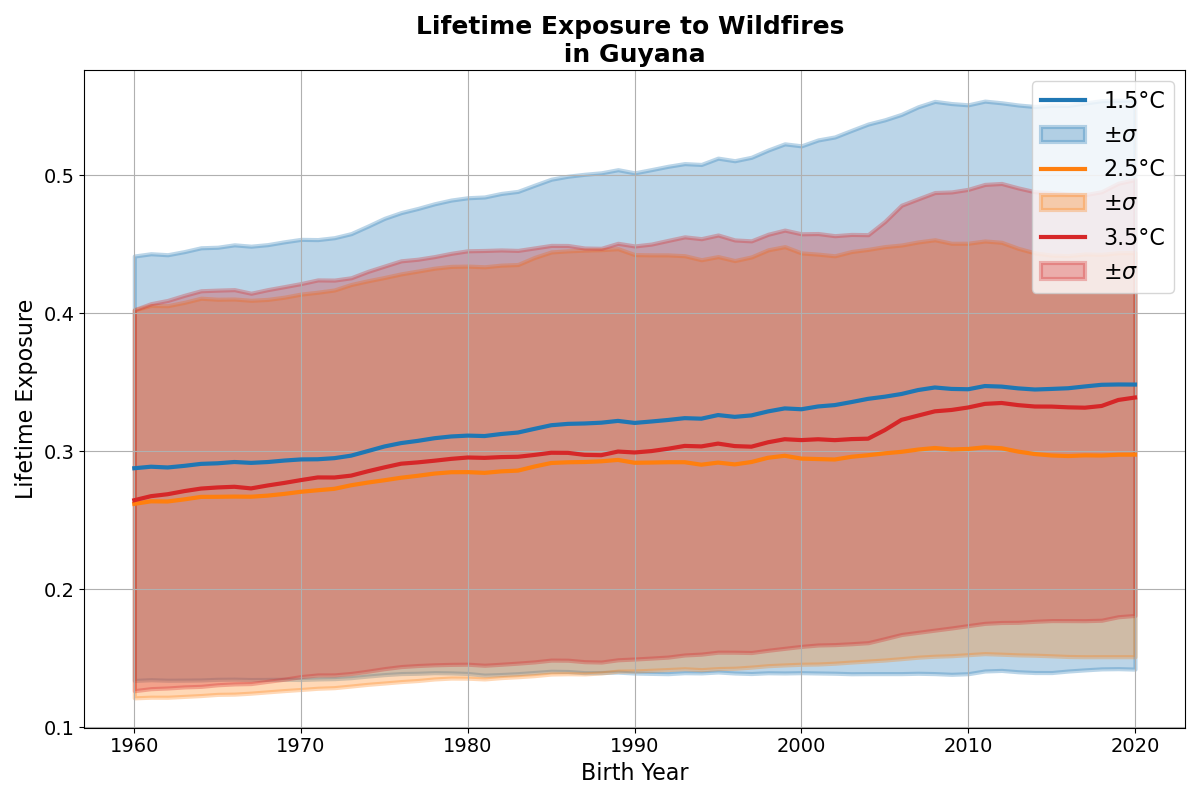 Lifetime Exposure to Wildfires
in Guyana
Lifetime Exposure
0.5
0.4
0.3
0.2
0.1
1960 1970 1980 1990 2000 2010 2020
Birth Year
1.5°C
±σ
2.5°C
±σ
3.5°C
±σ